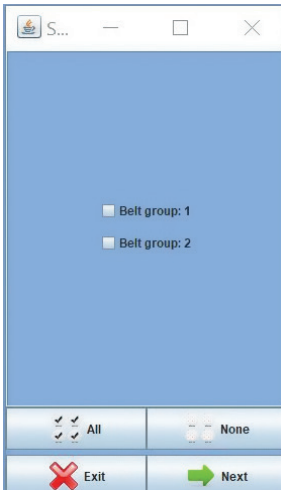 S...
Belt group: 1
Belt group: 2
All None
Exit Next